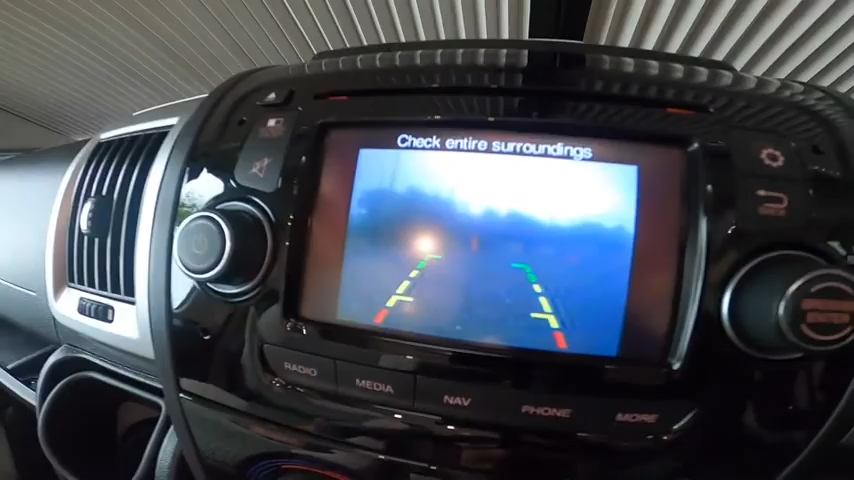 Check entire surroundings
RADIO
MEDIA
NAV
PHONE
MORE